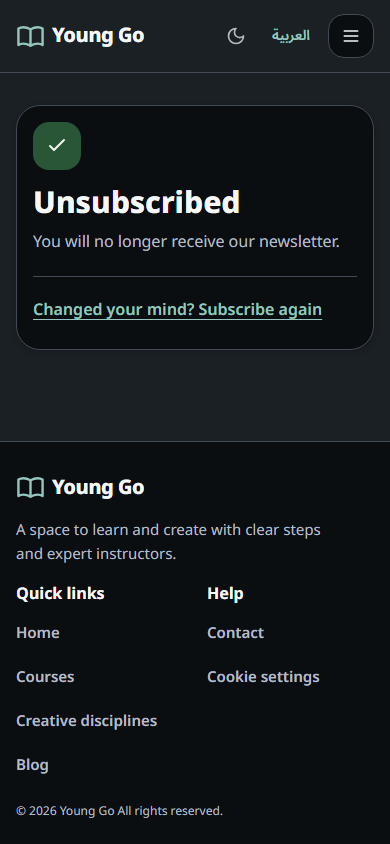 Young Go
العربية
Unsubscribed
You will no longer receive our newsletter.
Changed your mind? Subscribe again
Young Go
A space to learn and create with clear steps
and expert instructors.
Quick links
Home
Courses
Creative disciplines
Blog
Help
Contact
Cookie settings
© 2026 Young Go All rights reserved.